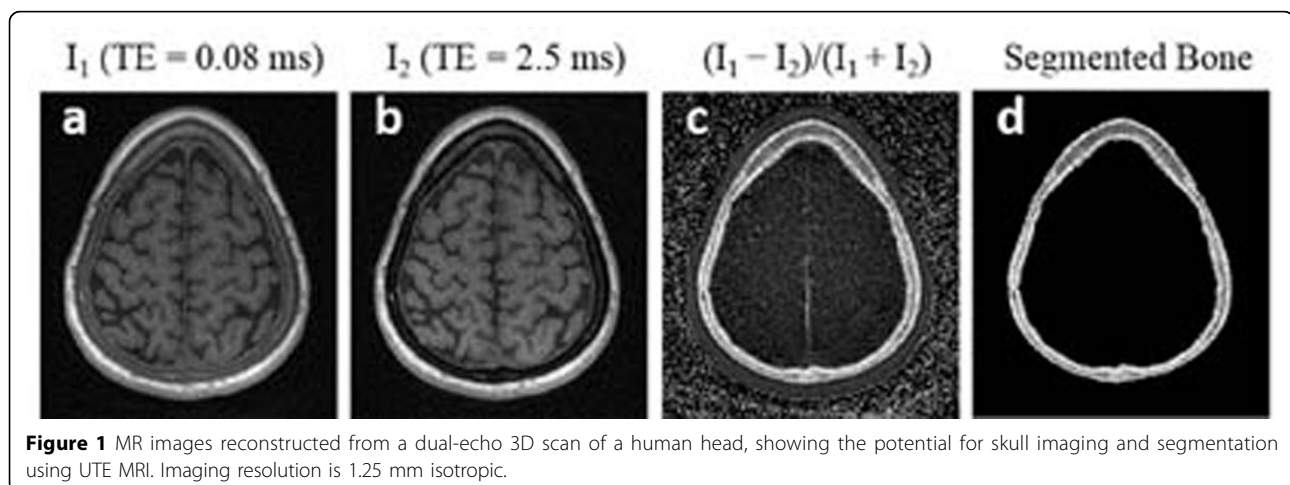 I₁ (TE = 0.08 ms) I₂ (TE = 2.5 ms) (I₁ − I₂)/(I₁ + I₂) Segmented Bone
a b c d
Figure 1 MR images reconstructed from a dual-echo 3D scan of a human head, showing the potential for skull imaging and segmentation
using UTE MRI. Imaging resolution is 1.25 mm isotropic.